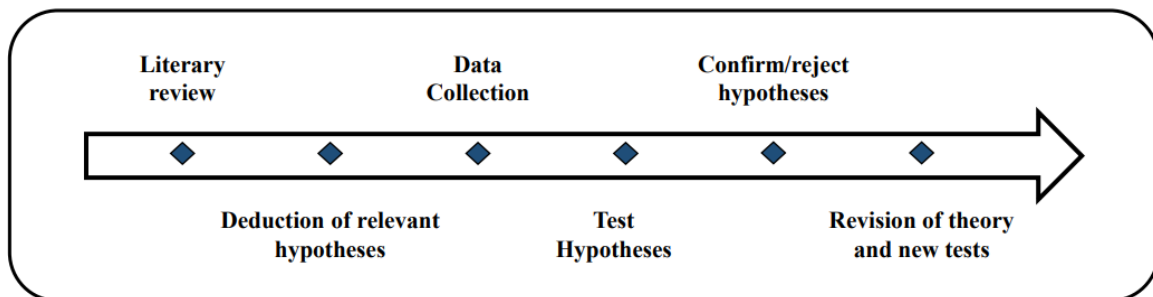 Literary
review
Data
Collection
Confirm/reject
hypotheses
Deduction of relevant
hypotheses
Test
Hypotheses
Revision of theory
and new tests